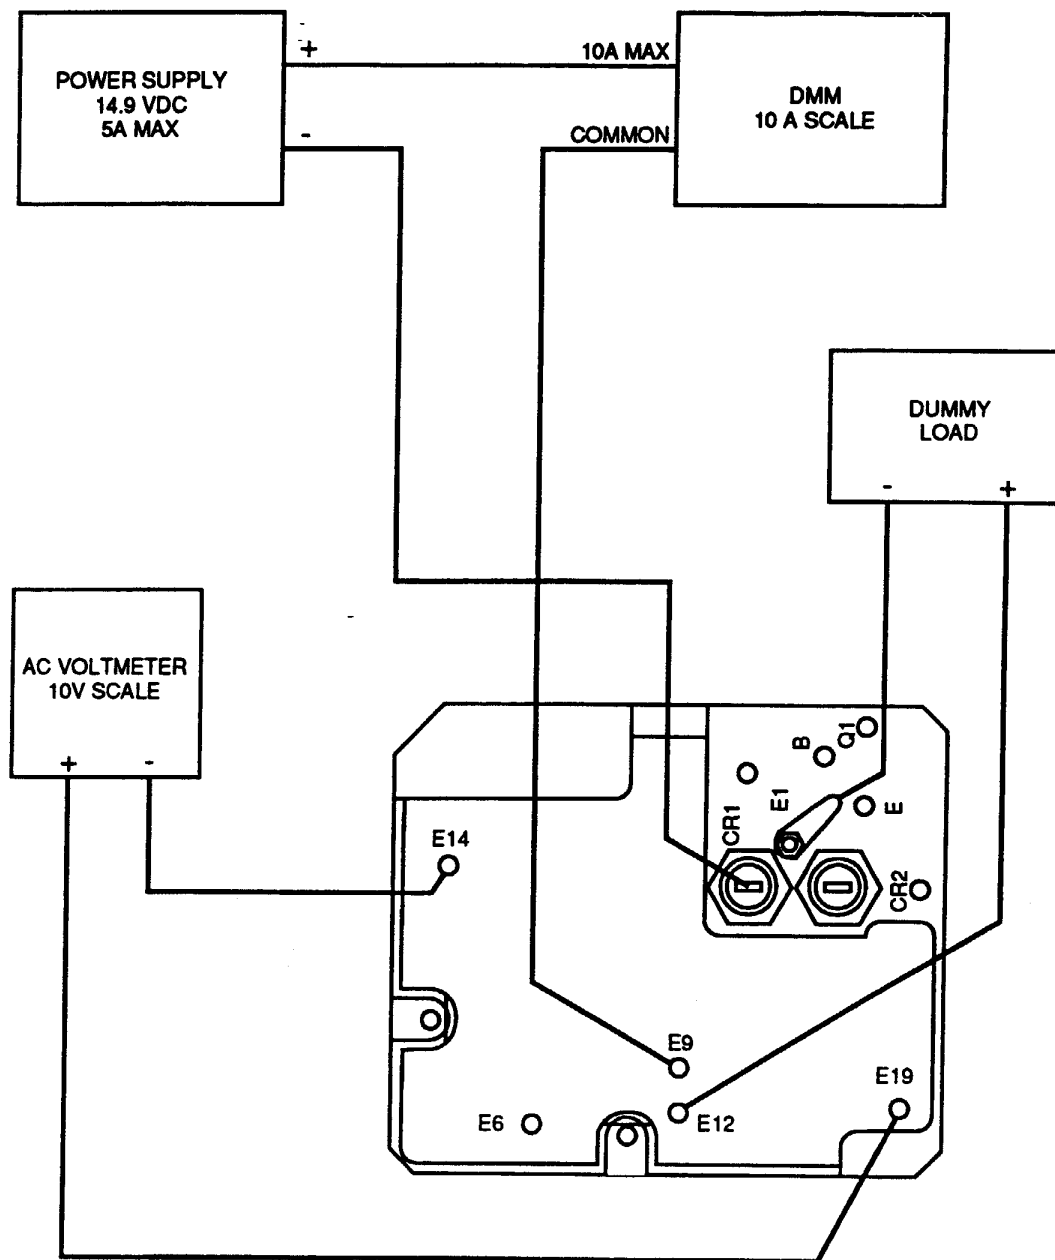 POWER SUPPLY
14.9 VDC
5A MAX
+
-
10A MAX
COMMON
DMM
10 A SCALE
DUMMY
LOAD
-
+
AC VOLTMETER
10V SCALE
+
-
E14
CR1
E1
B
Q1
E
CR2
E9
E12
E6
E19